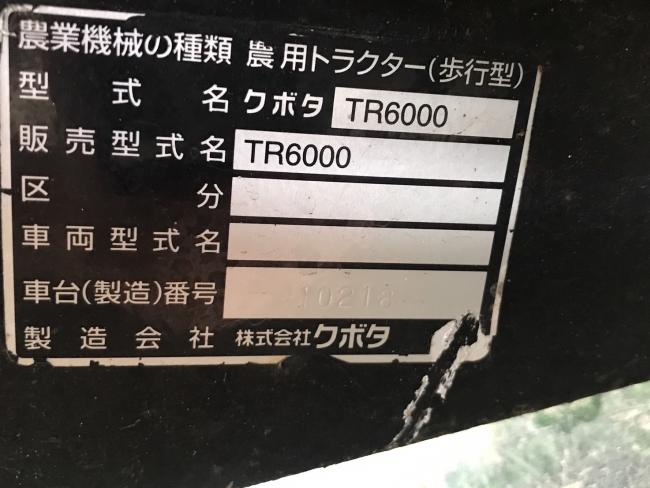 農業機械の種類 農用トラクター(歩行型)
型式名 クボタ TR6000
販売型式名 TR6000
区分
車両型式名
車台(製造)番号 10218
製造会社 株式会社クボタ